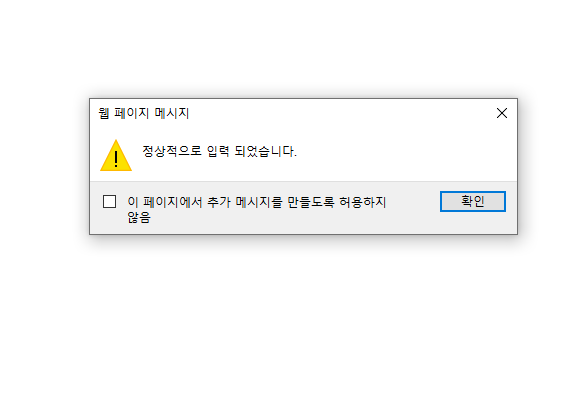 웹 페이지 메시지
정상적으로 입력 되었습니다.
이 페이지에서 추가 메시지를 만들도록 허용하지
않음
확인